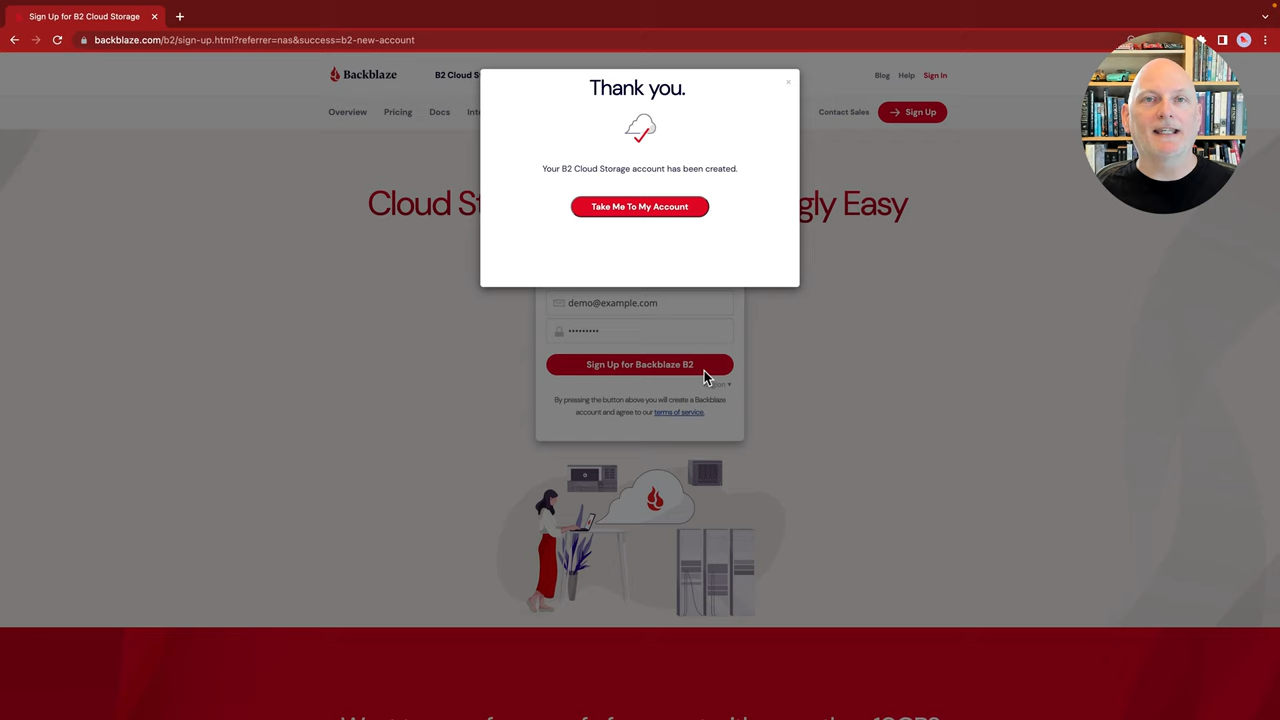 Sign Up for B2 Cloud Storage
backblaze.com/b2/sign-up.html?referrer=nas&success=b2-new-account
Backblaze
B2 Cloud S
Blog Help Sign In
Overview Pricing Docs
Contact Sales Sign Up
Thank you.
Your B2 Cloud Storage account has been created.
Take Me To My Account
Cloud St gly Easy
demo@example.com
•••••••••
Sign Up for Backblaze B2
By pressing the button above you will create a Backblaze
account and agree to our terms of service.